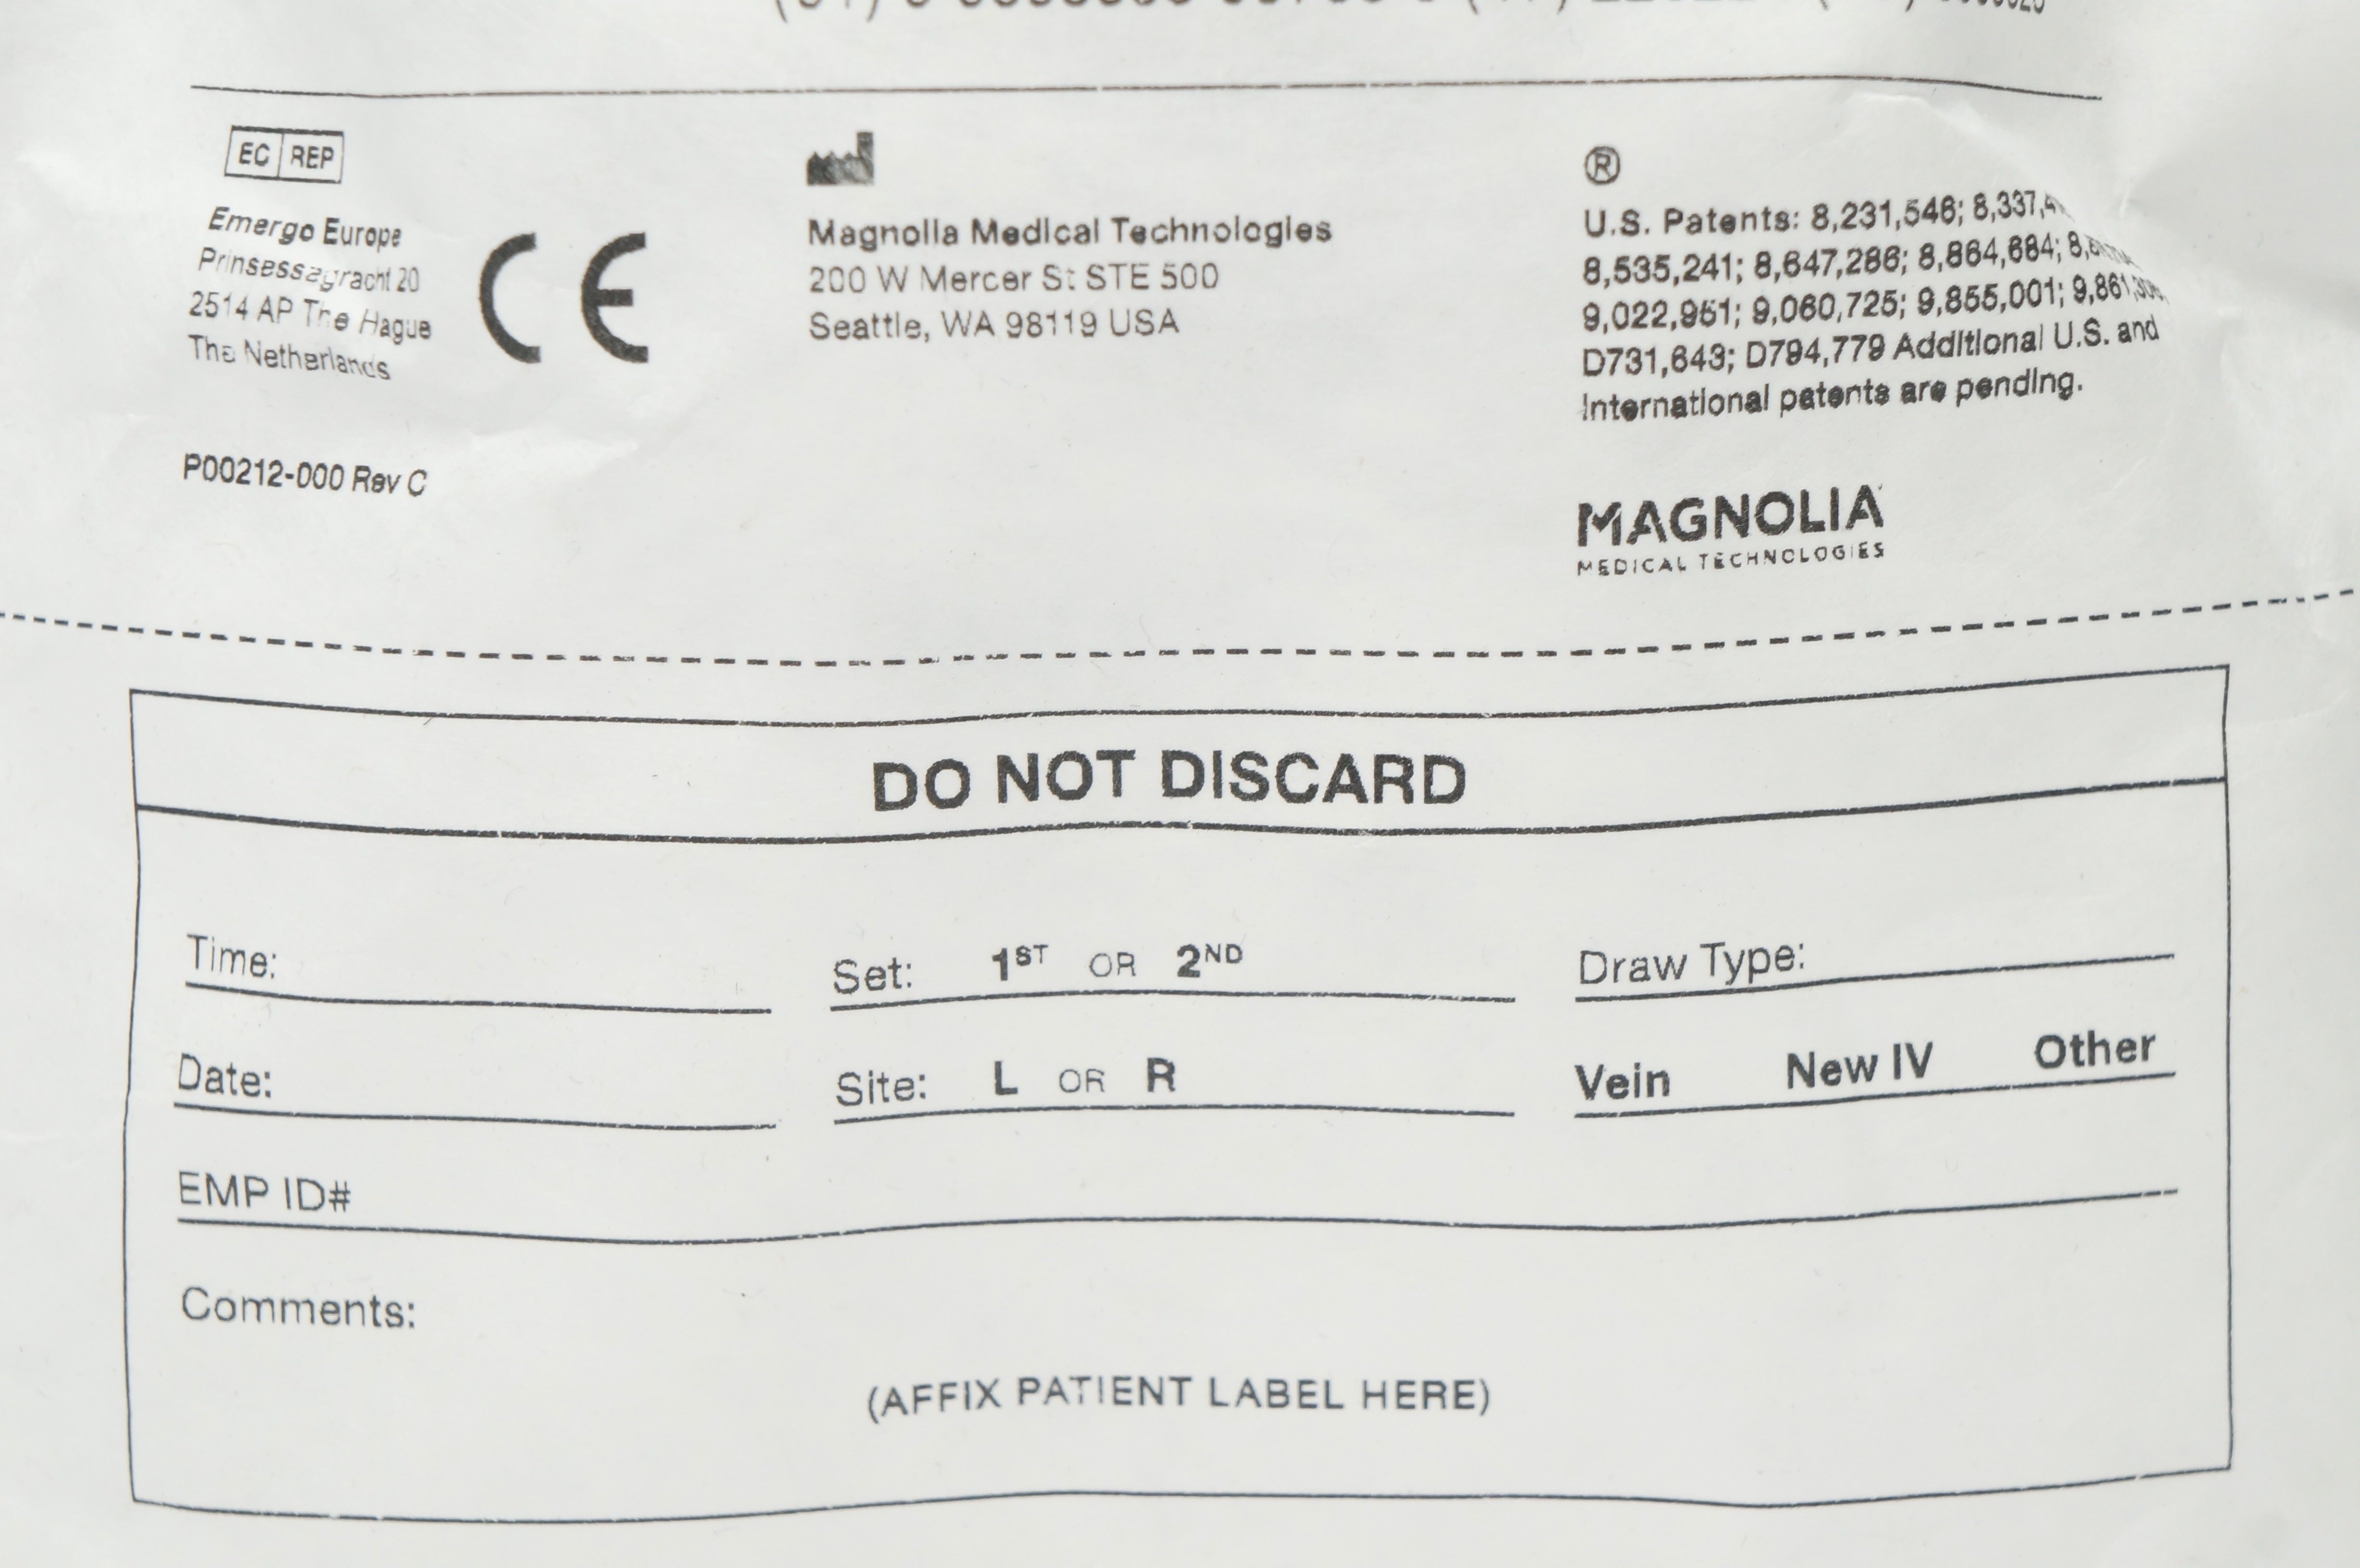 EC REP
Emergo Europe
Prinsessegracht 20
2514 AP The Hague
The Netherlands
CE
P00212-000 Rev C
Magnolia Medical Technologies
200 W Mercer St STE 500
Seattle, WA 98119 USA
®
U.S. Patents: 8,231,546;
8,535,241; 8,647,286; 8,864,684;
9,022,951; 9,060,725; 9,855,001;
D731,643; D794,779 Additional U.S. and
International patents are pending.
MAGNOLIA
MEDICAL TECHNOLOGIES
DO NOT DISCARD
Time:
Set: 1ST OR 2ND
Draw Type:
Date:
Site: L OR R
Vein New IV Other
EMP ID#
Comments:
(AFFIX PATIENT LABEL HERE)